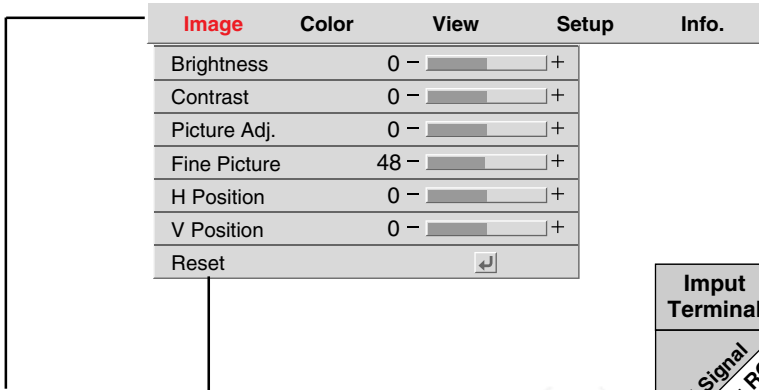 Image Color View Setup Info.
Brightness 0 − +
Contrast 0 − +
Picture Adj. 0 − +
Fine Picture 48 − +
H Position 0 − +
V Position 0 − +
Reset
Imput
Terminal
Signal